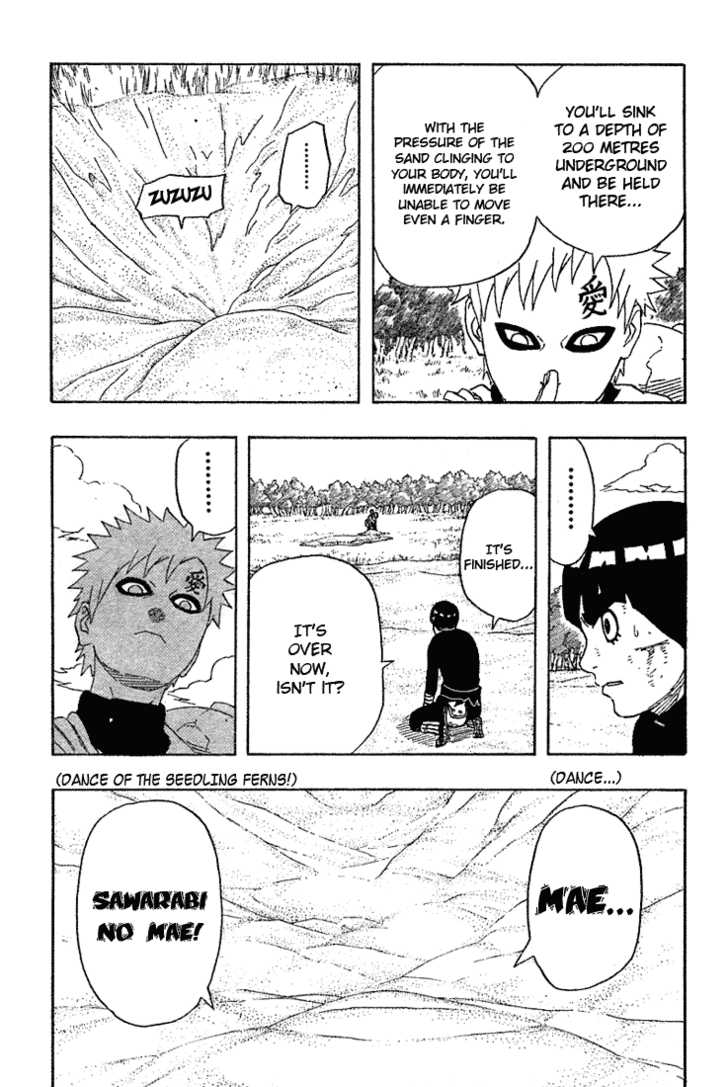 YOU'LL SINK
TO A DEPTH OF
200 METRES
UNDERGROUND
AND BE HELD
THERE...
WITH THE
PRESSURE OF THE
SAND CLINGING TO
YOUR BODY, YOU'LL
IMMEDIATELY BE
UNABLE TO MOVE
EVEN A FINGER.
愛
.........
ZUZUZU
.........
IT'S
FINISHED...
IT'S
OVER
NOW,
ISN'T IT?
.........
愛
(DANCE...)
MAE...
(DANCE OF THE SEEDLING FERNS!)
SAWARABI
NO MAE!